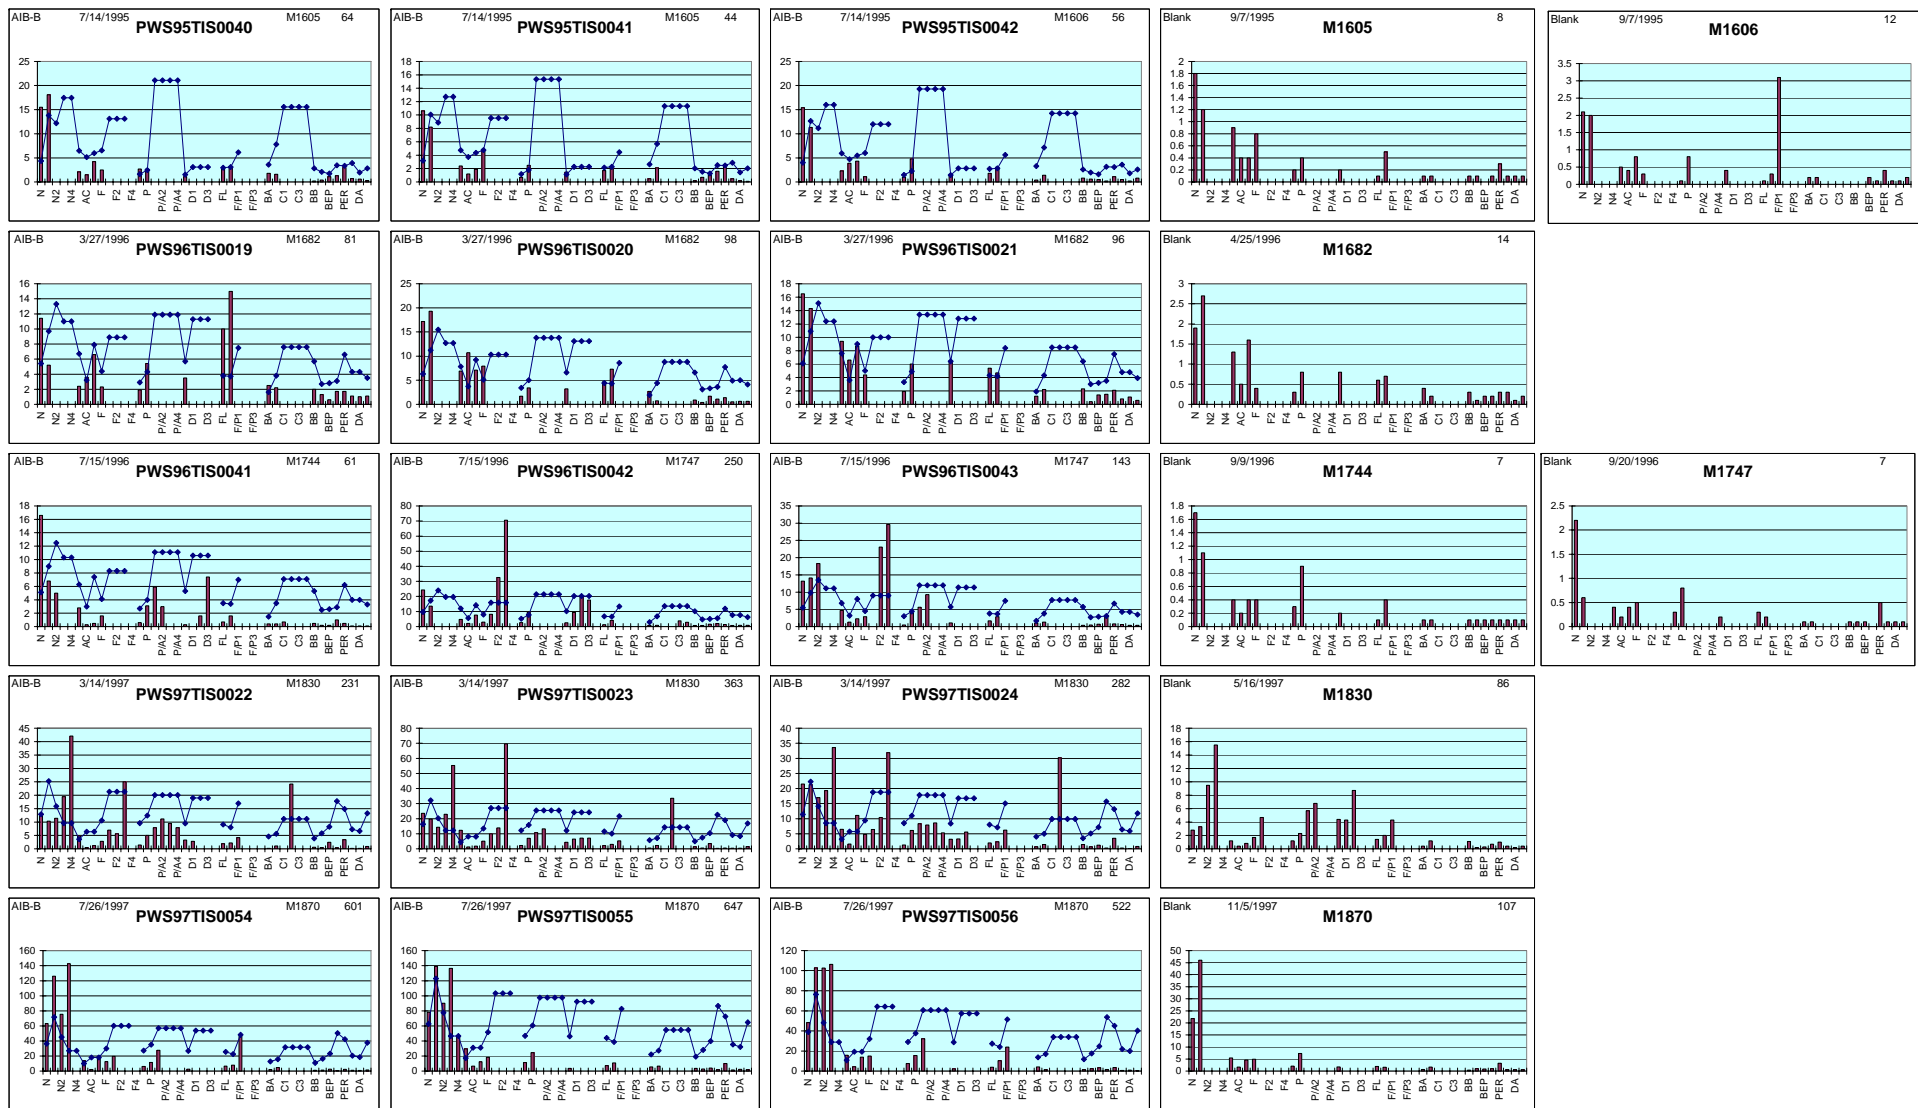 AIB-B 7/14/1995 M1605 64
PWS95TIS0040
AIB-B 7/14/1995 M1605 44
PWS95TIS0041
AIB-B 7/14/1995 M1606 56
PWS95TIS0042
Blank 9/7/1995 8
M1605
Blank 9/7/1995 12
M1606
AIB-B 3/27/1996 M1682 81
PWS96TIS0019
AIB-B 3/27/1996 M1682 98
PWS96TIS0020
AIB-B 3/27/1996 M1682 96
PWS96TIS0021
Blank 4/25/1996 14
M1682
AIB-B 7/15/1996 M1744 61
PWS96TIS0041
AIB-B 7/15/1996 M1747 250
PWS96TIS0042
AIB-B 7/15/1996 M1747 143
PWS96TIS0043
Blank 9/9/1996 7
M1744
Blank 9/20/1996 7
M1747
AIB-B 3/14/1997 M1830 231
PWS97TIS0022
AIB-B 3/14/1997 M1830 363
PWS97TIS0023
AIB-B 3/14/1997 M1830 282
PWS97TIS0024
Blank 5/16/1997 86
M1830
AIB-B 7/26/1997 M1870 601
PWS97TIS0054
AIB-B 7/26/1997 M1870 647
PWS97TIS0055
AIB-B 7/26/1997 M1870 522
PWS97TIS0056
Blank 11/5/1997 107
M1870
N N2 N4 AC F F2 F4 P P/A2 P/A4 D1 D3 FL F/P1 F/P3 BA C1 C3 BB BEP PER DA